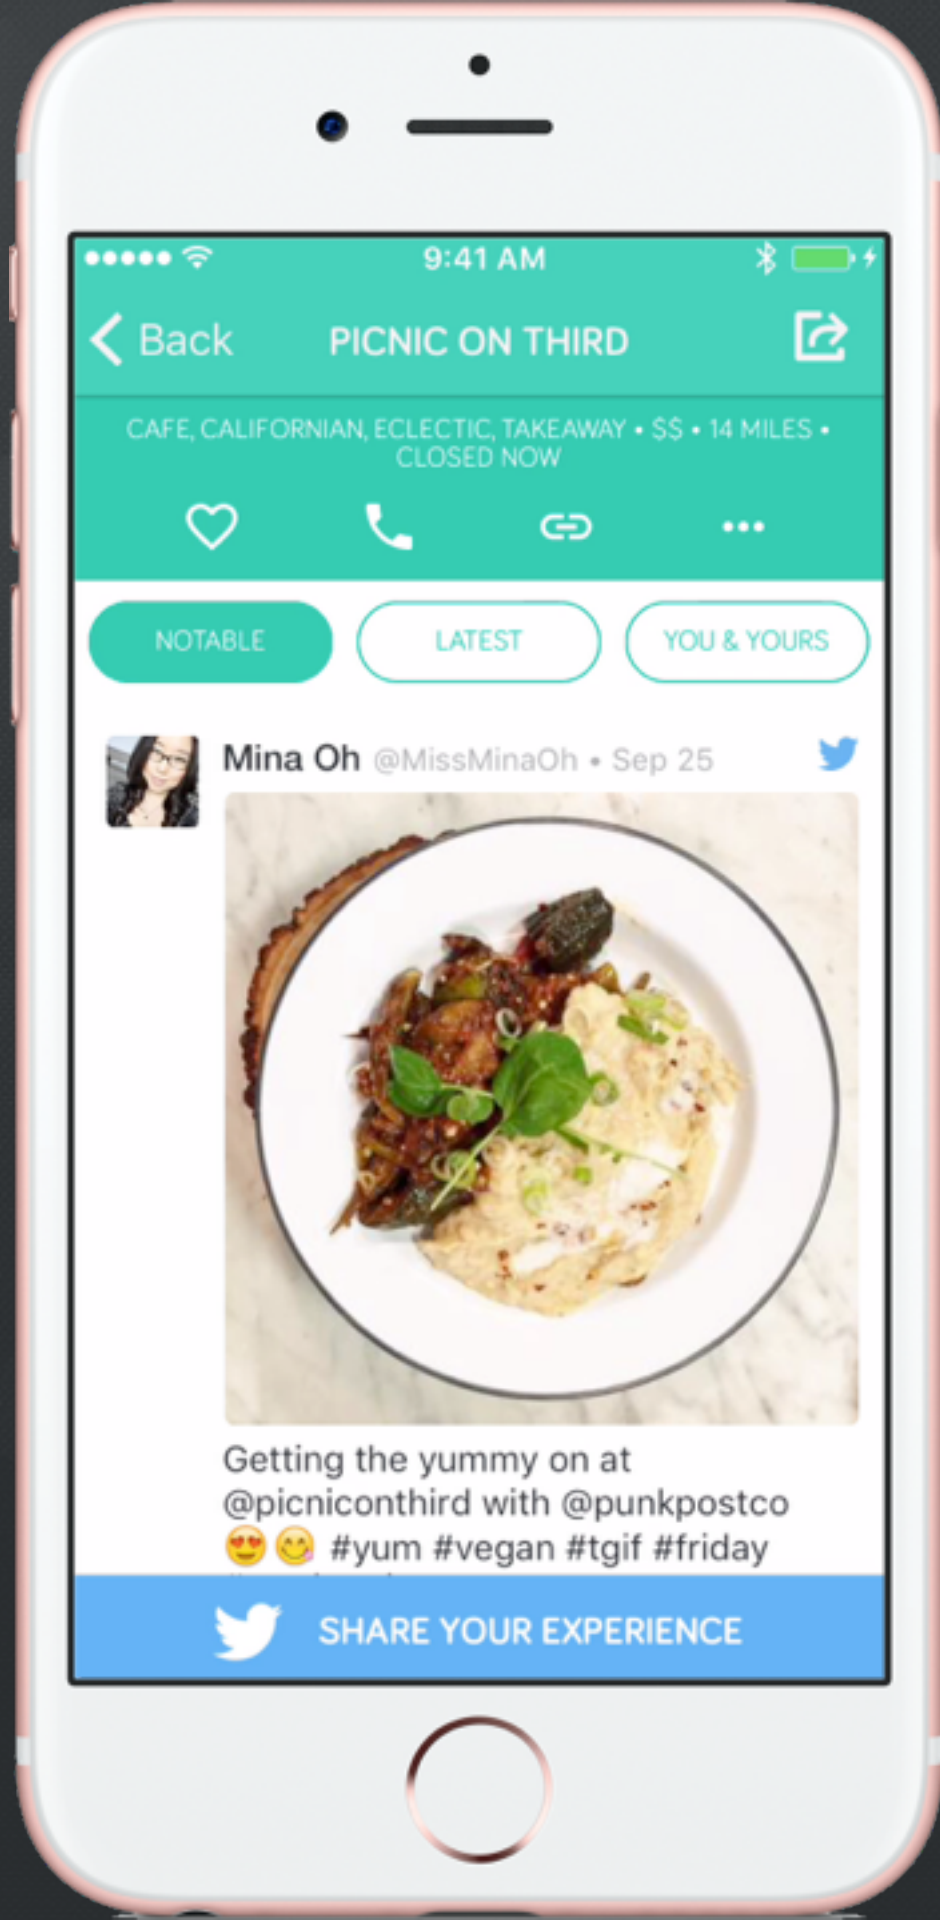 9:41 AM
Back
PICNIC ON THIRD
CAFE, CALIFORNIAN, ECLECTIC, TAKEAWAY • $$ • 14 MILES •
CLOSED NOW
NOTABLE
LATEST
YOU & YOURS
Mina Oh @MissMinaOh • Sep 25
Getting the yummy on at
@picniconthird with @punkpostco
😍😋 #yum #vegan #tgif #friday
SHARE YOUR EXPERIENCE